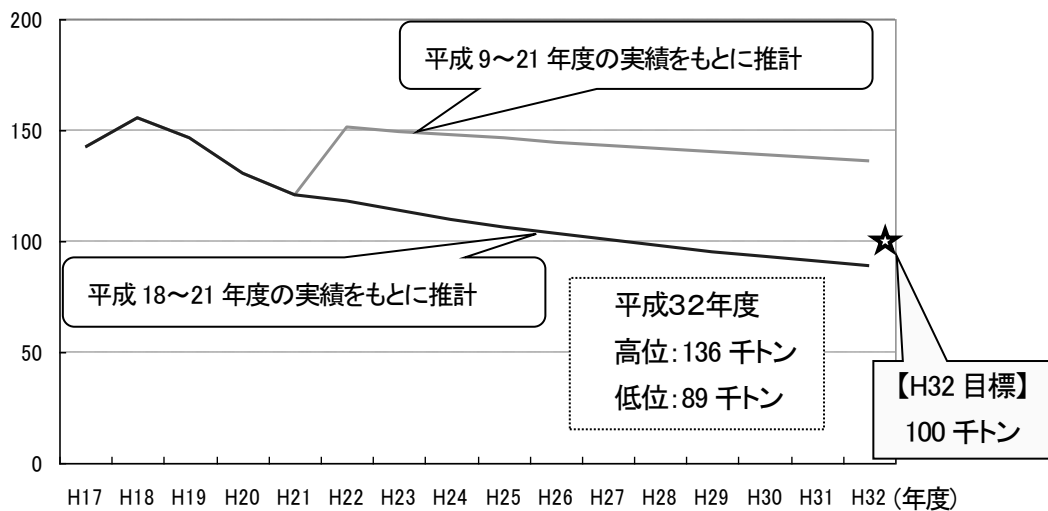 200
平成 9～21 年度の実績をもとに推計
150
100
平成 18～21 年度の実績をもとに推計
平成32年度
高位：136 千トン
低位：89 千トン
50
【H32 目標】
100 千トン
0
H17 H18 H19 H20 H21 H22 H23 H24 H25 H26 H27 H28 H29 H30 H31 H32 (年度)